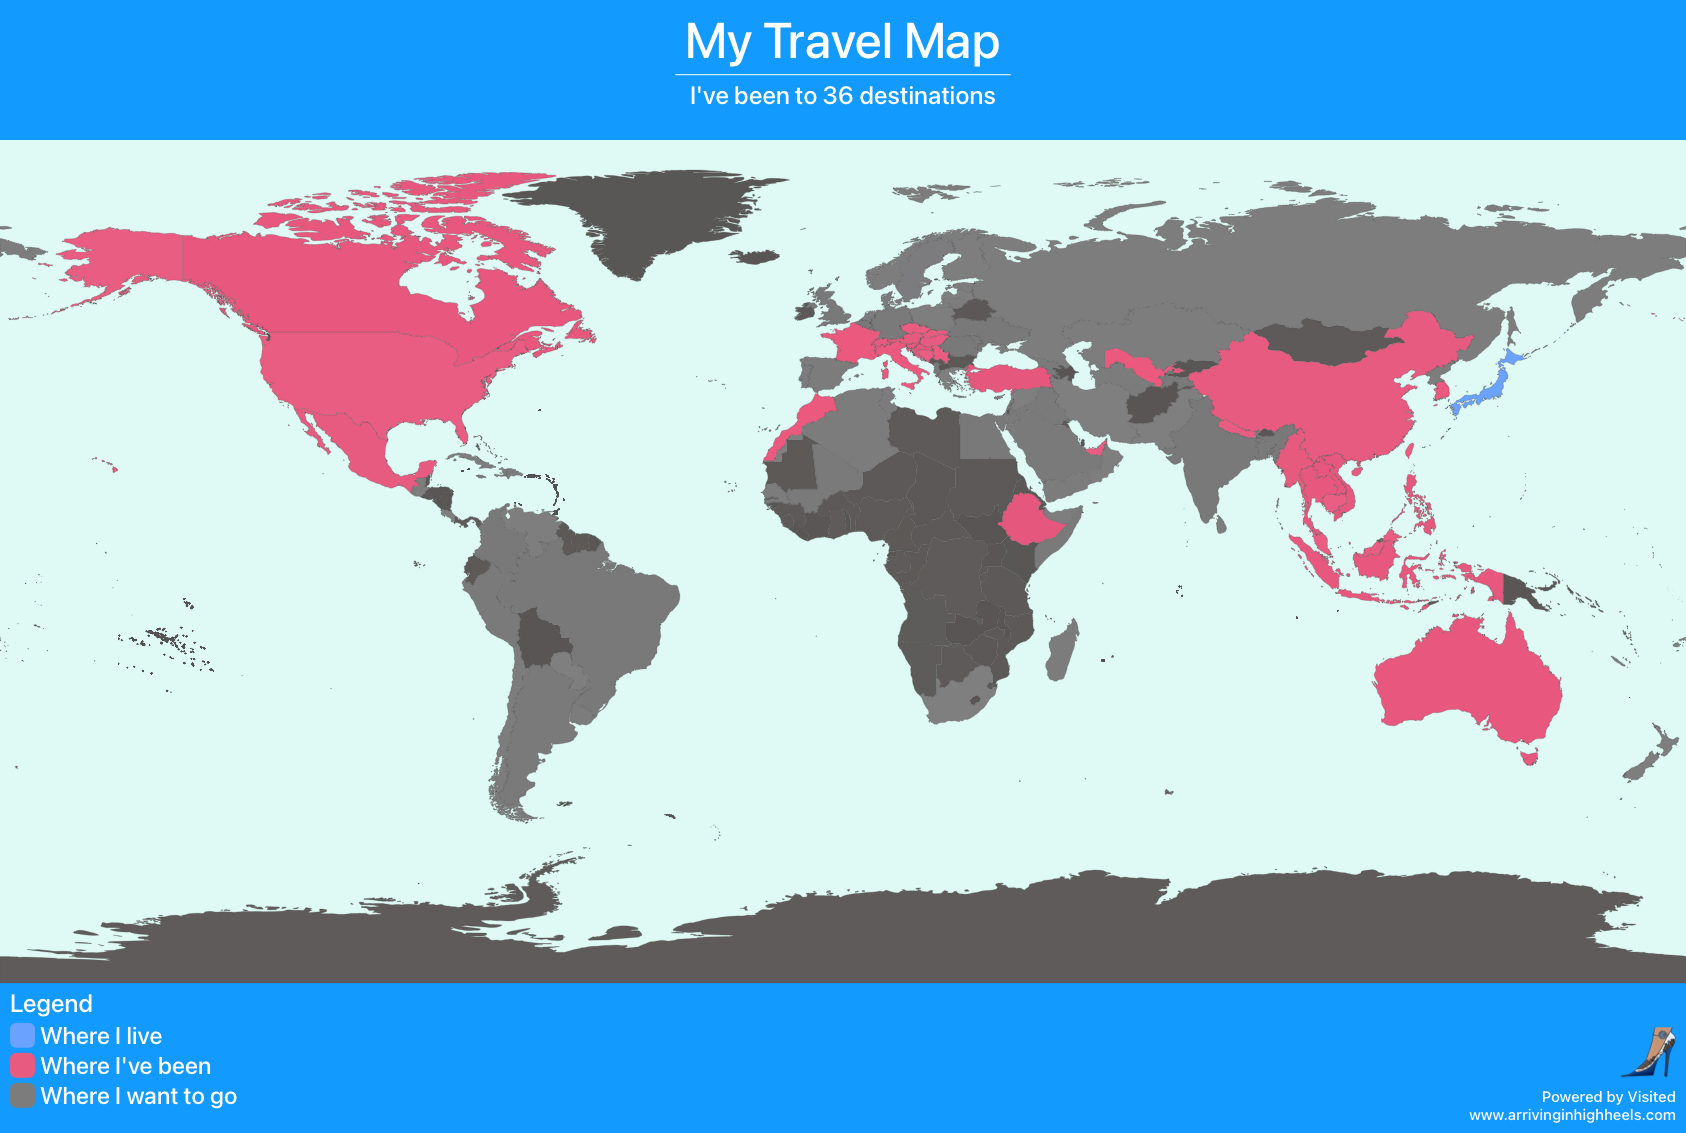 My Travel Map
I've been to 36 destinations
Legend
Where I live
Where I've been
Where I want to go
Powered by Visited
www.arrivinginhighheels.com